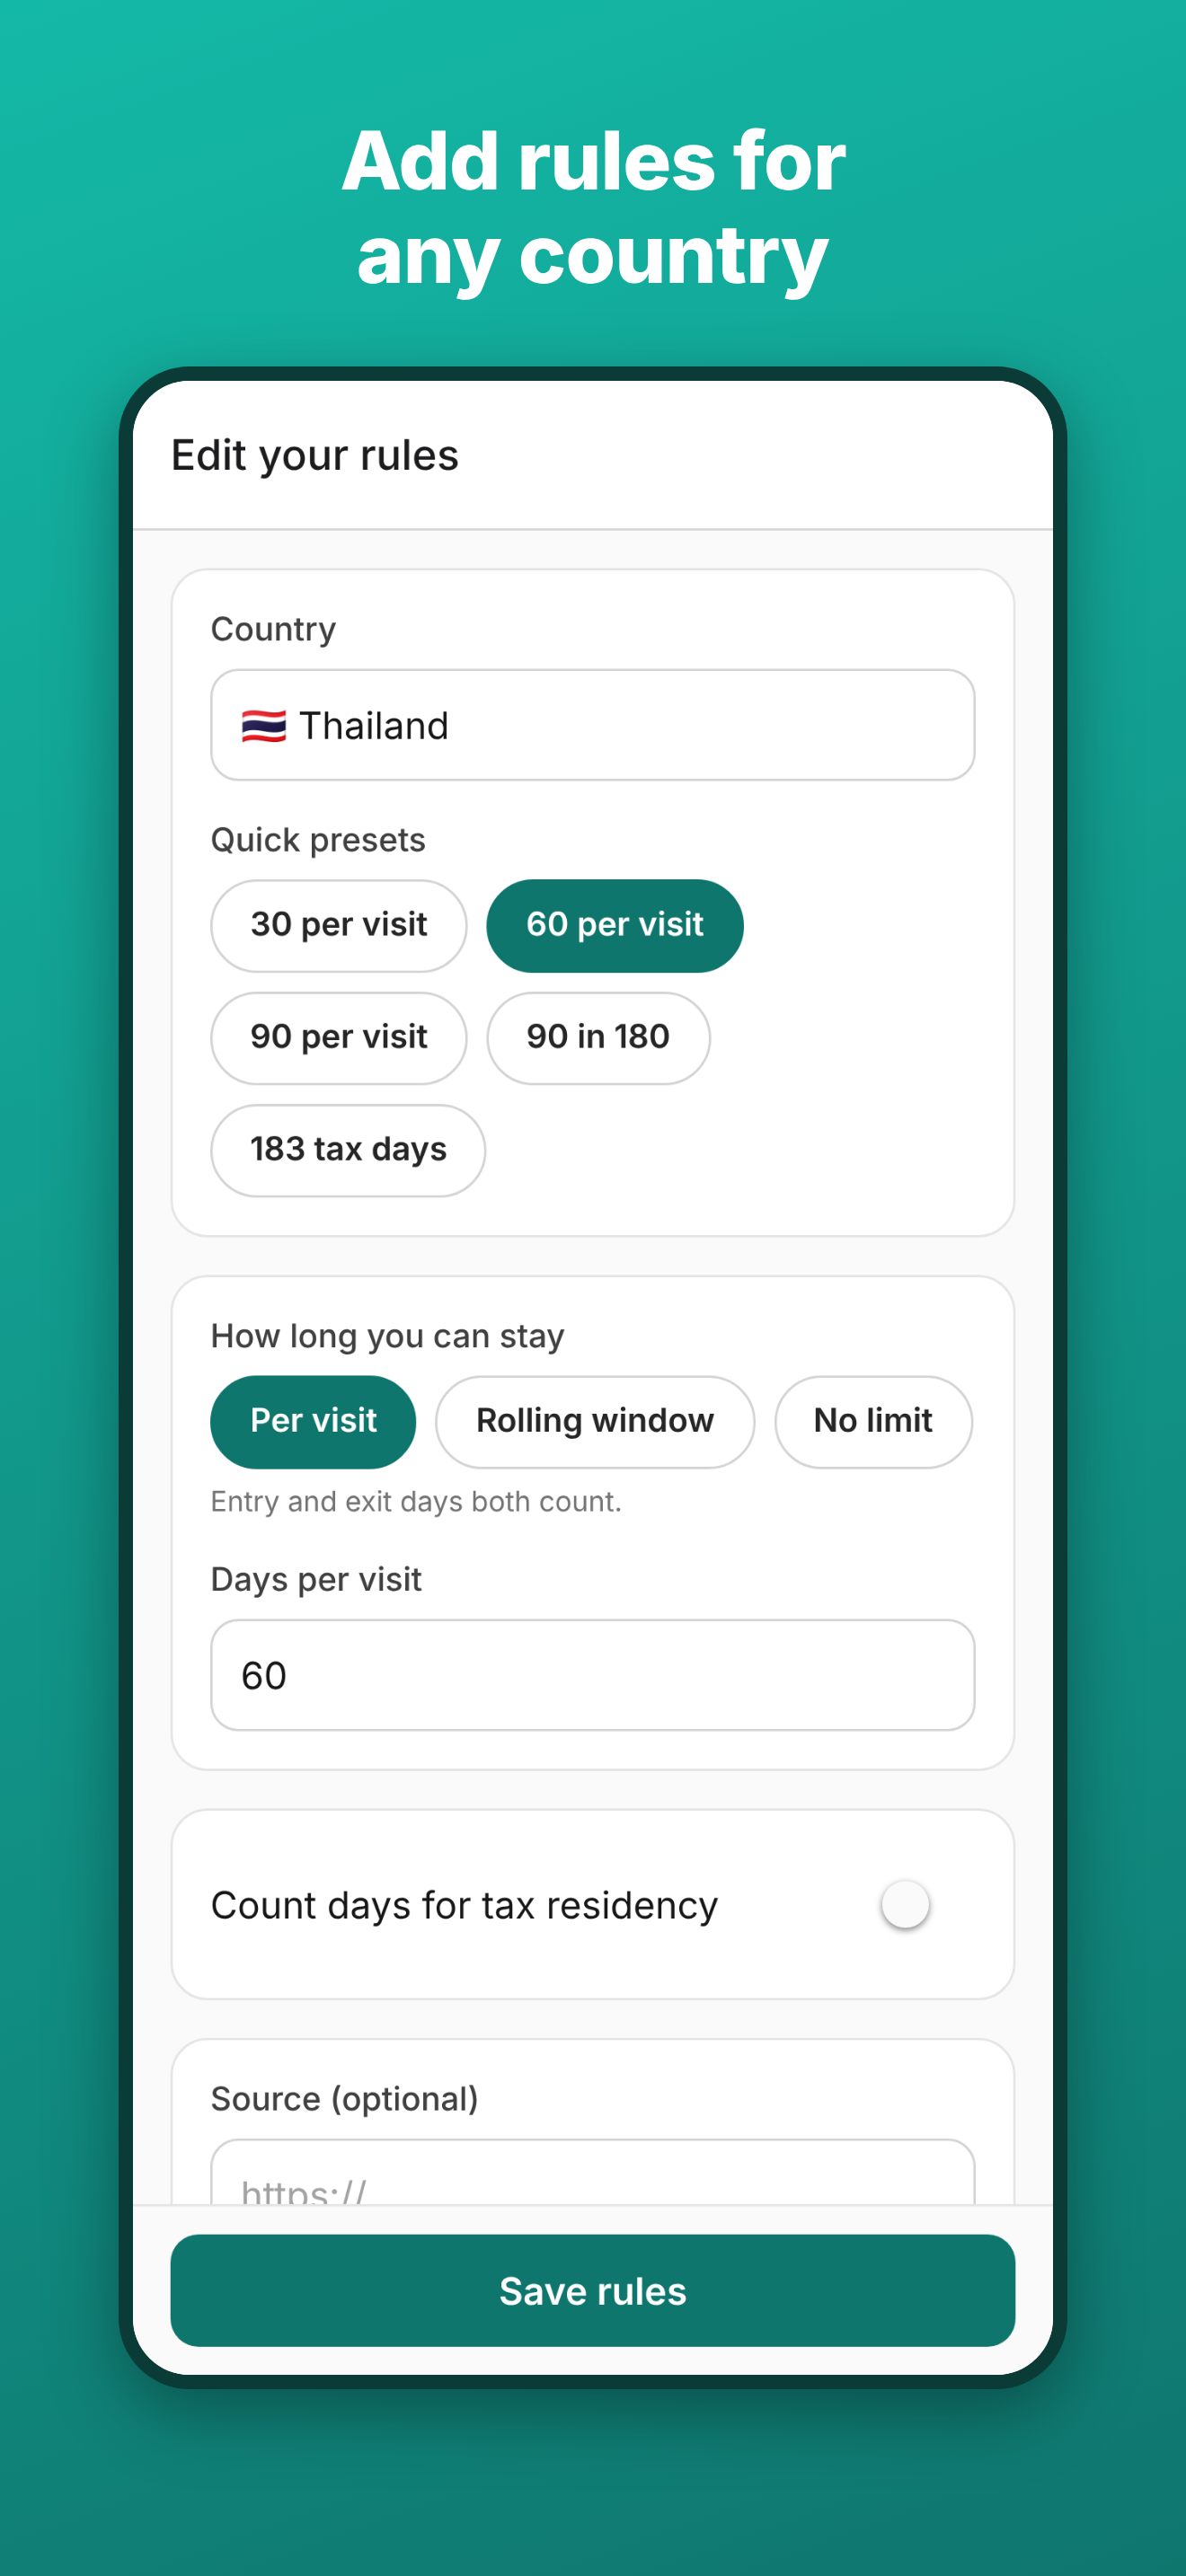 Add rules for
any country
Edit your rules
Country
🇹🇭 Thailand
Quick presets
30 per visit
60 per visit
90 per visit
90 in 180
183 tax days
How long you can stay
Per visit
Rolling window
No limit
Entry and exit days both count.
Days per visit
60
Count days for tax residency
Source (optional)
https://
Save rules